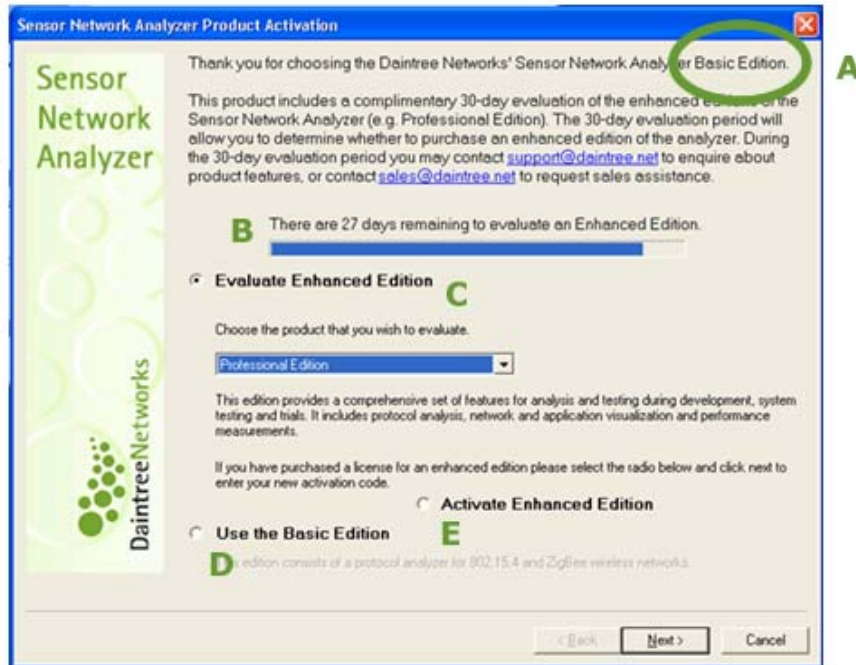 Sensor Network Analyzer Product Activation
Sensor
Network
Analyzer
DaintreeNetworks
Thank you for choosing the Daintree Networks' Sensor Network Analyzer Basic Edition.
A
This product includes a complimentary 30-day evaluation of the enhanced editions of the
Sensor Network Analyzer (e.g. Professional Edition). The 30-day evaluation period will
allow you to determine whether to purchase an enhanced edition of the analyzer. During
the 30-day evaluation period you may contact support@daintree.net to enquire about
product features, or contact sales@daintree.net to request sales assistance.
B
There are 27 days remaining to evaluate an Enhanced Edition.
Evaluate Enhanced Edition
C
Choose the product that you wish to evaluate.
Professional Edition
This edition provides a comprehensive set of features for analysis and testing during development, system
testing and trials. It includes protocol analysis, network and application visualization and performance
measurements.
If you have purchased a license for an enhanced edition please select the radio below and click next to
enter your new activation code.
Activate Enhanced Edition
E
Use the Basic Edition
D
This edition consists of a protocol analyzer for 802.15.4 and ZigBee wireless networks.
< Back
Next >
Cancel